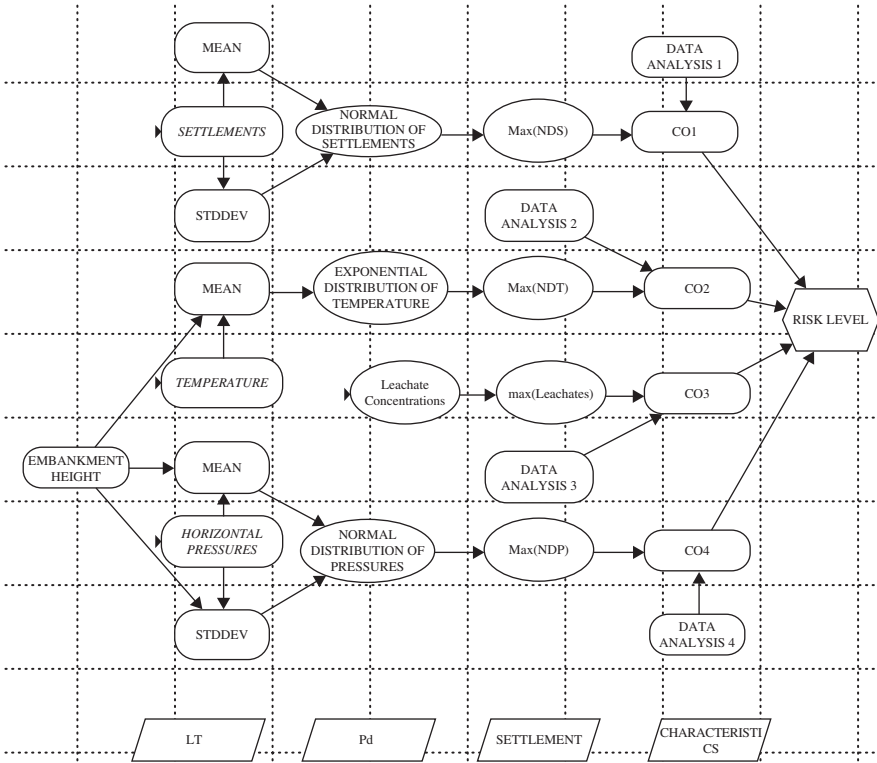 MEAN
DATA
ANALYSIS 1
SETTLEMENTS
NORMAL
DISTRIBUTION OF
SETTLEMENTS
Max(NDS)
CO1
STDDEV
DATA
ANALYSIS 2
MEAN
EXPONENTIAL
DISTRIBUTION OF
TEMPERATURE
Max(NDT)
CO2
RISK LEVEL
TEMPERATURE
Leachate
Concentrations
max(Leachates)
CO3
EMBANKMENT
HEIGHT
MEAN
DATA
ANALYSIS 3
HORIZONTAL
PRESSURES
NORMAL
DISTRIBUTION OF
PRESSURES
Max(NDP)
CO4
STDDEV
DATA
ANALYSIS 4
LT
Pd
SETTLEMENT
CHARACTERISTI
CS